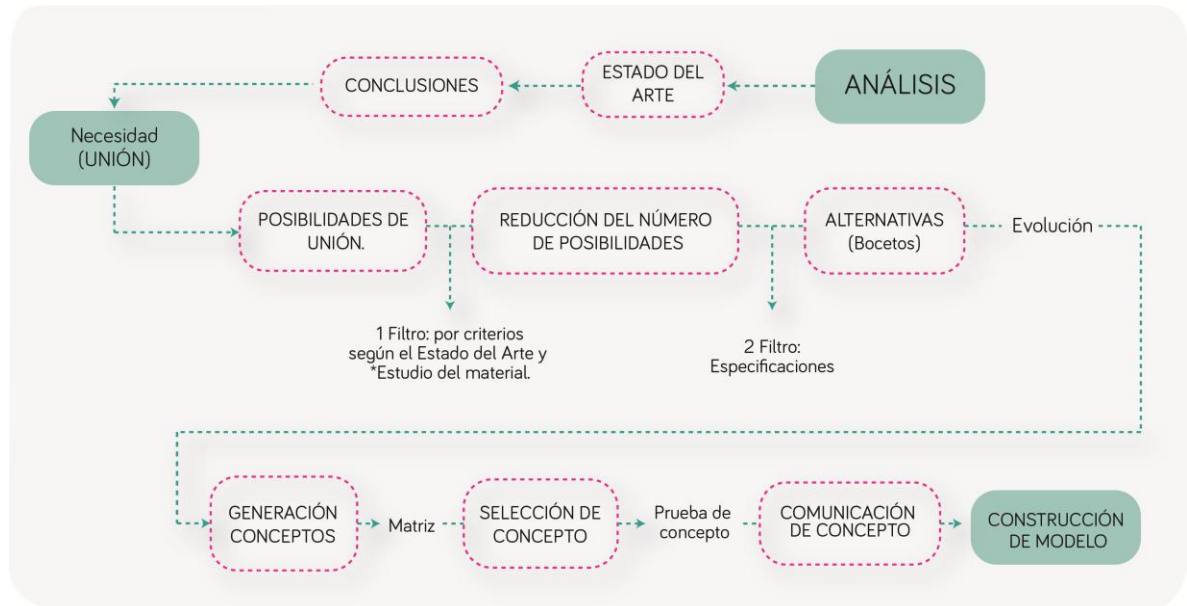 ANÁLISIS
ESTADO DEL
ARTE
CONCLUSIONES
Necesidad
(UNIÓN)
POSIBILIDADES DE
UNIÓN.
REDUCCIÓN DEL NÚMERO
DE POSIBILIDADES
ALTERNATIVAS
(Bocetos)
Evolución
1 Filtro: por criterios
según el Estado del Arte y
*Estudio del material.
2 Filtro:
Especificaciones
GENERACIÓN
CONCEPTOS
Matriz
SELECCIÓN DE
CONCEPTO
Prueba de
concepto
COMUNICACIÓN
DE CONCEPTO
CONSTRUCCIÓN
DE MODELO